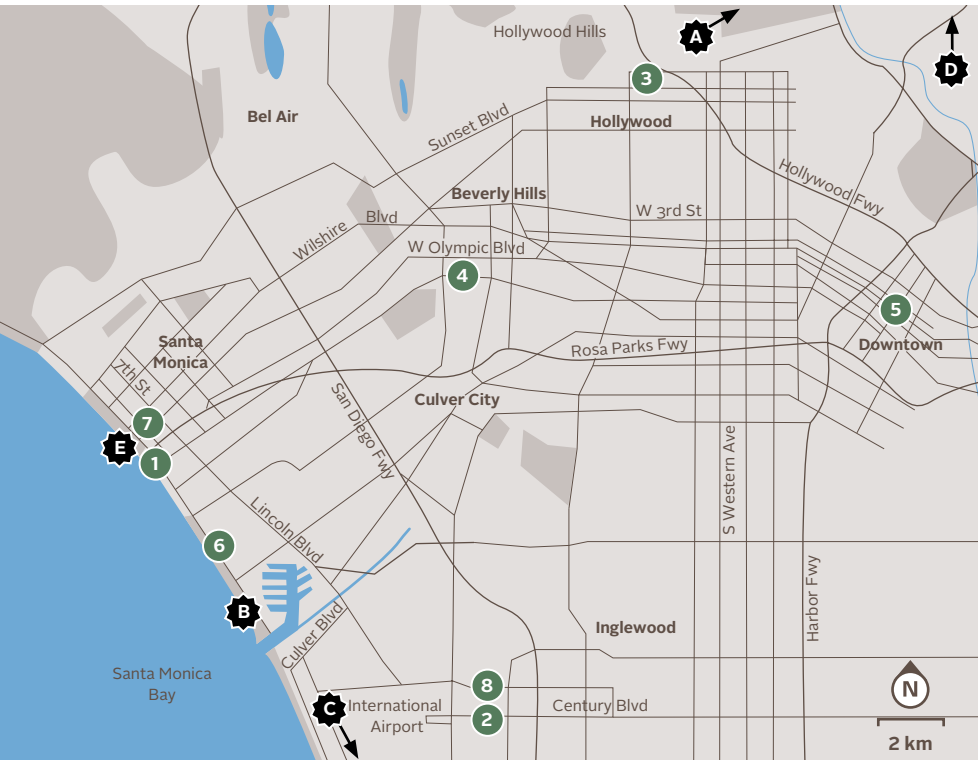 Hollywood Hills
A
D
3
Bel Air
Sunset Blvd
Hollywood
Hollywood Fwy
Beverly Hills
W 3rd St
Wilshire Blvd
W Olympic Blvd
4
5
Downtown
Santa
Monica
Rosa Parks Fwy
7th St
San Diego Fwy
Culver City
7
E
1
S Western Ave
Lincoln Blvd
6
Harbor Fwy
B
Culver Blvd
Inglewood
Santa Monica
Bay
8
N
C
International
Airport
2
Century Blvd
2 km